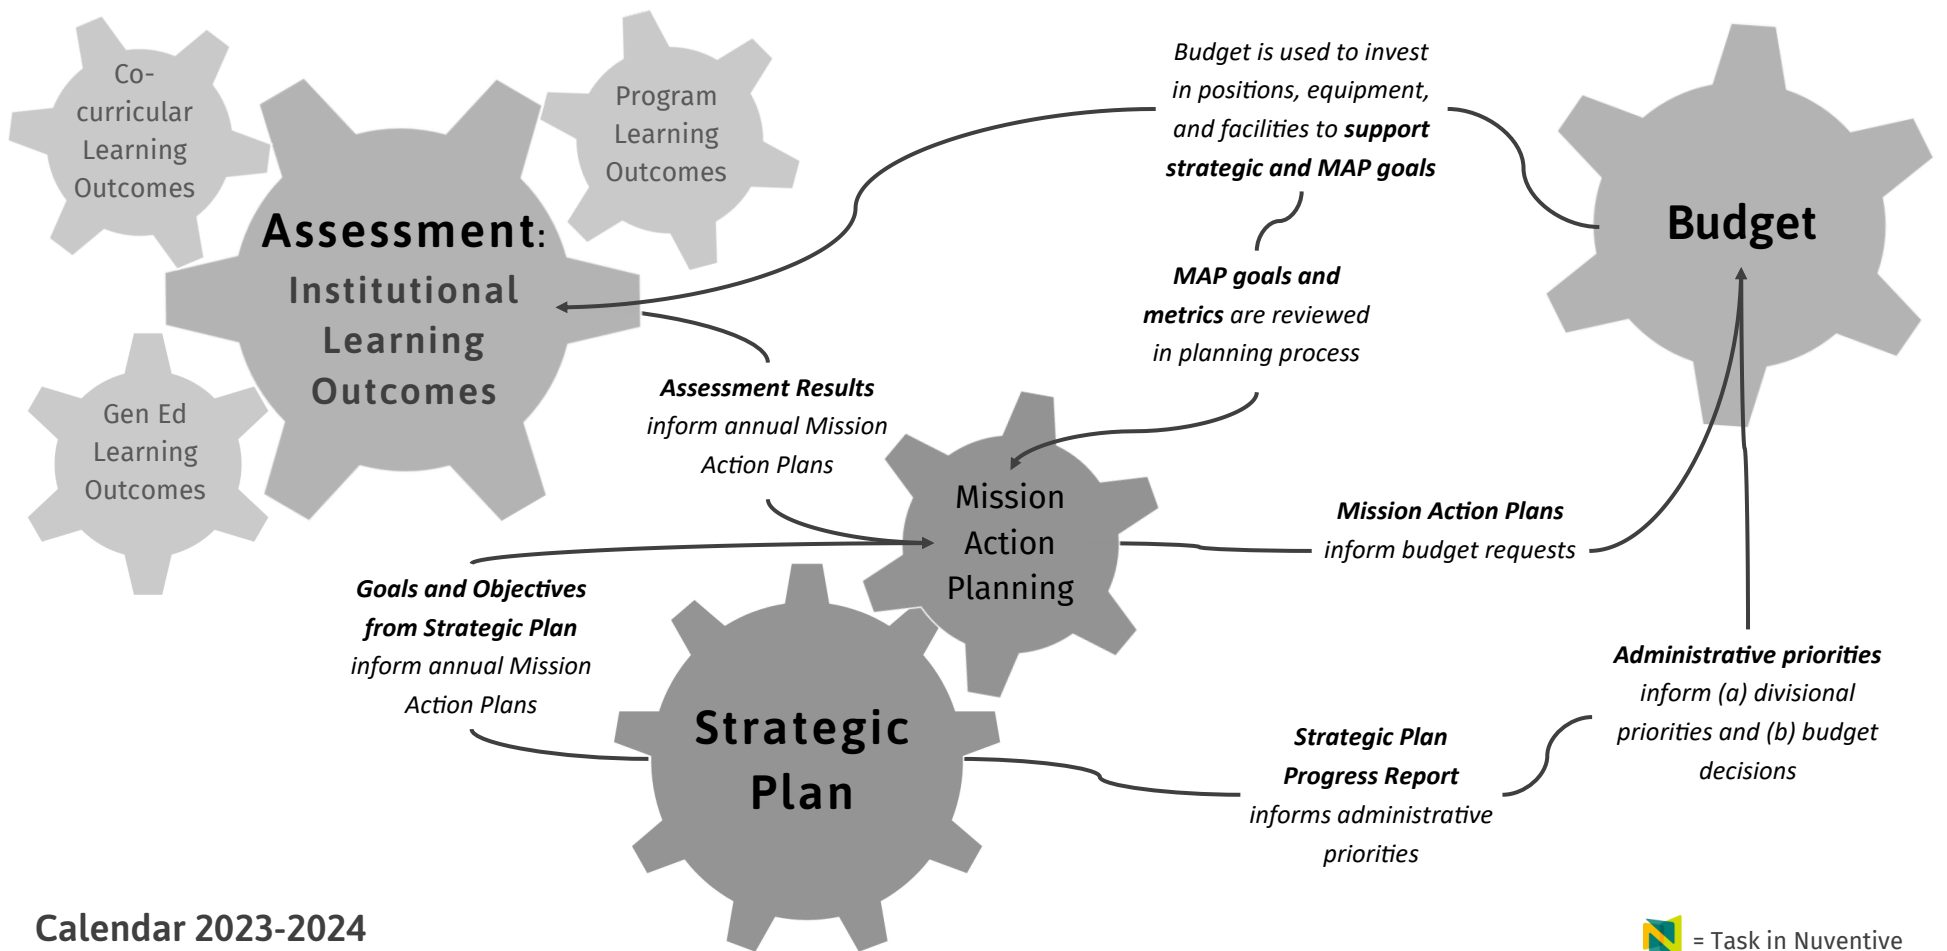 Co-
curricular
Learning
Outcomes
Program
Learning
Outcomes
Assessment:
Institutional
Learning
Outcomes
Gen Ed
Learning
Outcomes
Budget is used to invest
in positions, equipment,
and facilities to support
strategic and MAP goals
Budget
MAP goals and
metrics are reviewed
in planning process
Assessment Results
inform annual Mission
Action Plans
Mission
Action
Planning
Mission Action Plans
inform budget requests
Goals and Objectives
from Strategic Plan
inform annual Mission
Action Plans
Strategic
Plan
Strategic Plan
Progress Report
informs administrative
priorities
Administrative priorities
inform (a) divisional
priorities and (b) budget
decisions
Calendar 2023-2024
N = Task in Nuventive